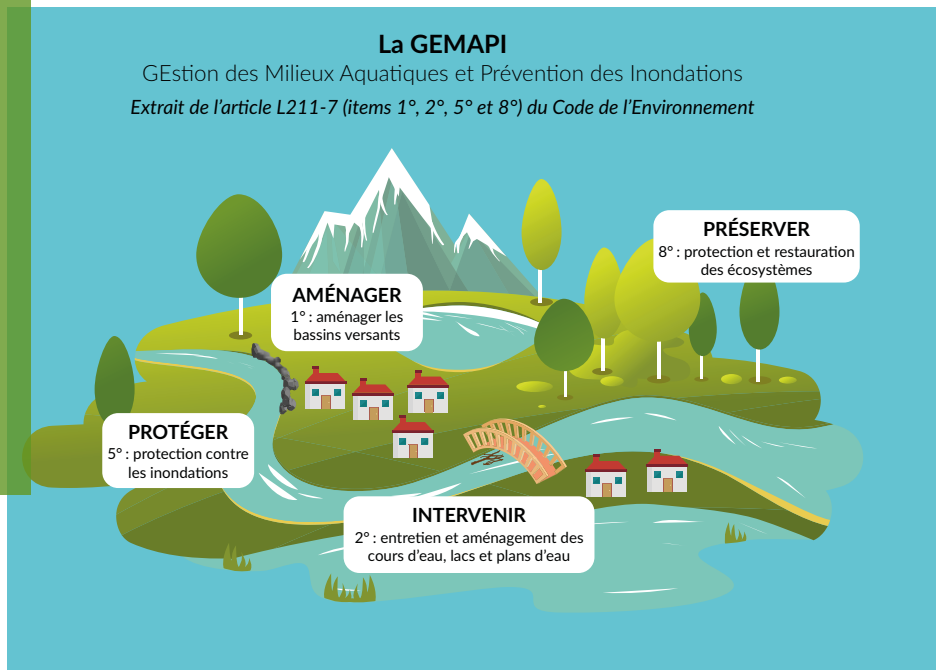 La GEMAPI
GEstion des Milieux Aquatiques et Prévention des Inondations
Extrait de l'article L211-7 (items 1°, 2°, 5° et 8°) du Code de l'Environnement
PRÉSERVER
8° : protection et restauration
des écosystèmes
AMÉNAGER
1° : aménager les
bassins versants
PROTÉGER
5° : protection contre
les inondations
INTERVENIR
2° : entretien et aménagement des
cours d'eau, lacs et plans d'eau